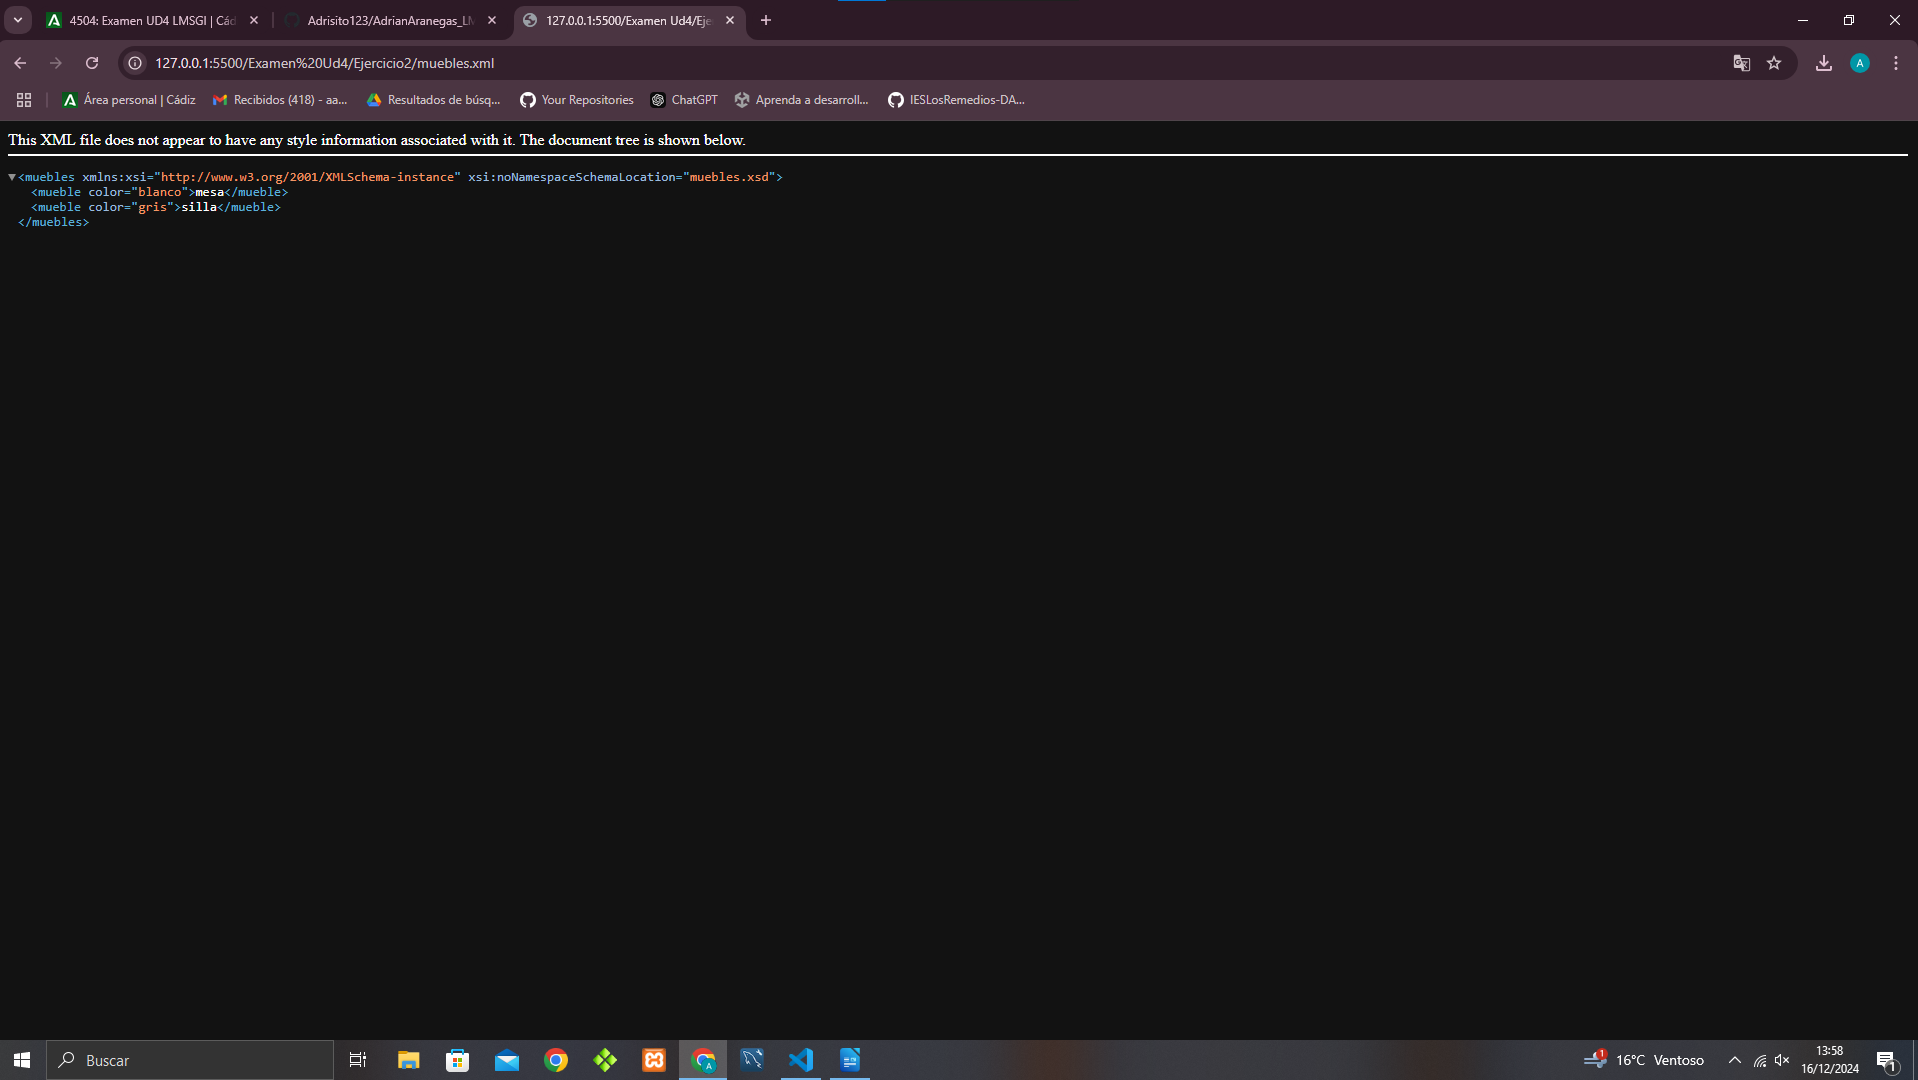 4504: Examen UD4 LMSGI | Cád
Adrisito123/AdrianAranegas_LM
127.0.0.1:5500/Examen Ud4/Eje
127.0.0.1:5500/Examen%20Ud4/Ejercicio2/muebles.xml
A
Área personal | Cádiz
Recibidos (418) - aa...
Resultados de búsq...
Your Repositories
ChatGPT
Aprenda a desarroll...
IESLosRemedios-DA...
This XML file does not appear to have any style information associated with it. The document tree is shown below.
<muebles xmlns:xsi="http://www.w3.org/2001/XMLSchema-instance" xsi:noNamespaceSchemaLocation="muebles.xsd">
<mueble color="blanco">mesa</mueble>
<mueble color="gris">silla</mueble>
</muebles>
Buscar
A
1
16°C Ventoso
13:58
16/12/2024
1